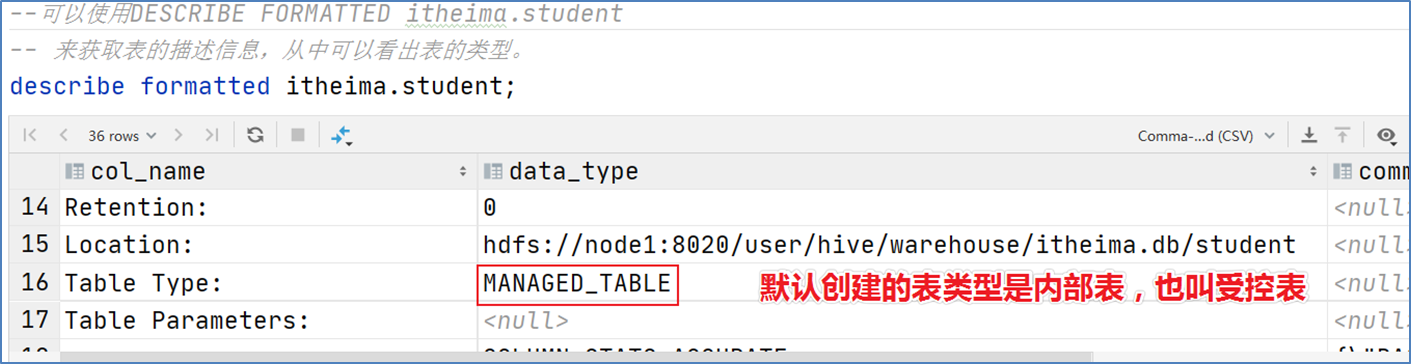 --可以使用DESCRIBE FORMATTED itheima.student
-- 来获取表的描述信息，从中可以看出表的类型。
describe formatted itheima.student;
36 rows
Comma-...d (CSV)
col_name data_type comm
14 Retention: 0 <null>
15 Location: hdfs://node1:8020/user/hive/warehouse/itheima.db/student <null>
16 Table Type: MANAGED_TABLE 默认创建的表类型是内部表，也叫受控表 <null>
17 Table Parameters: <null> <null>